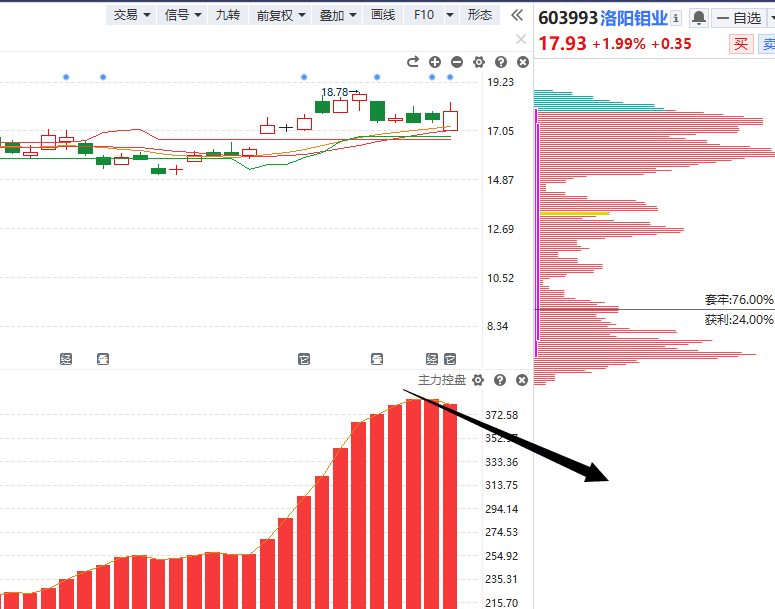 交易 信号 九转 前复权 叠加 画线 F10 形态
603993 洛阳钼业 自选
17.93 +1.99% +0.35 买 卖
18.78
19.23
17.05
14.87
12.69
10.52
8.34
套牢:76.00%
获利:24.00%
主力控盘
372.58
333.36
313.75
294.14
274.53
254.92
235.31
215.70